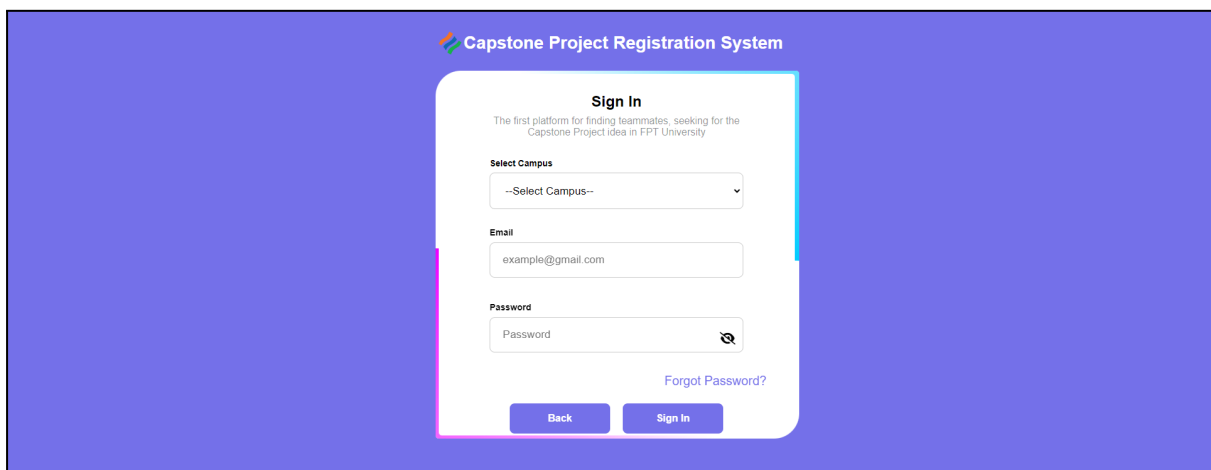 Capstone Project Registration System
Sign In
The first platform for finding teammates, seeking for the
Capstone Project idea in FPT University
Select Campus
--Select Campus--
Email
example@gmail.com
Password
Password
Forgot Password?
Back
Sign In